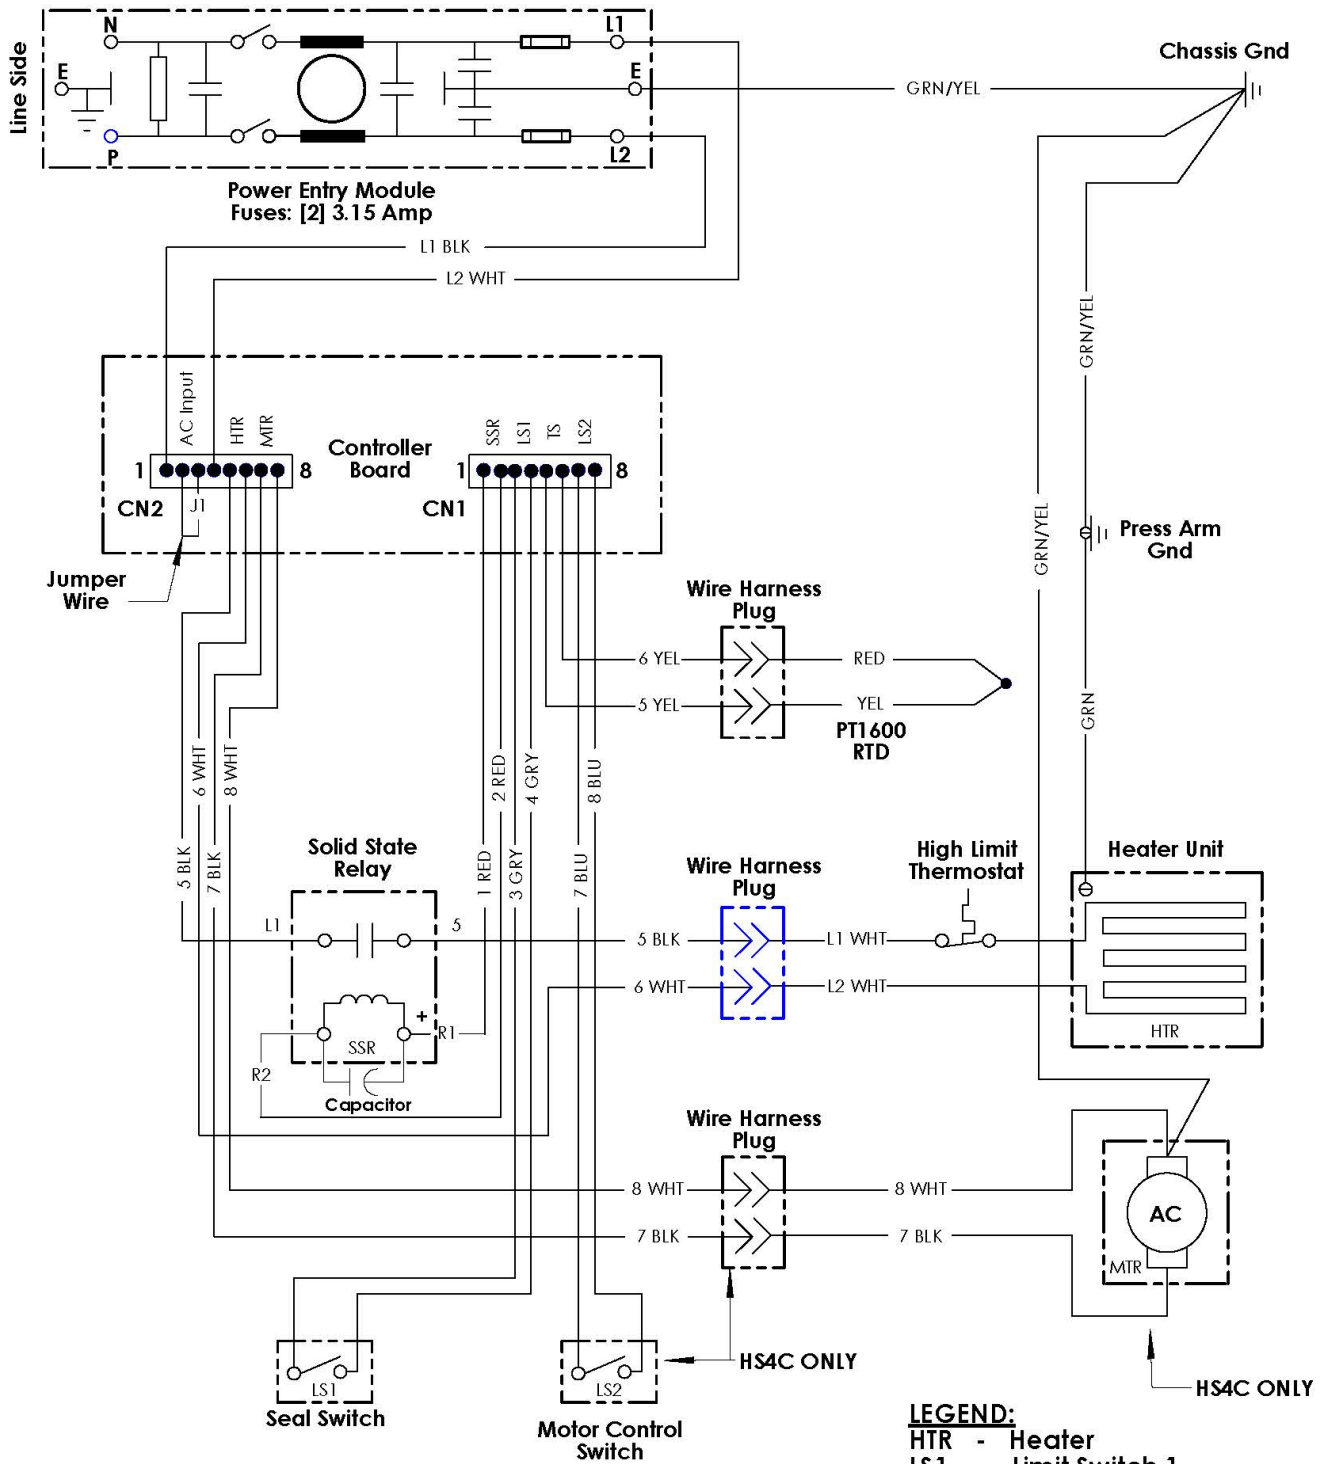 Line Side
N
L1
E
E
P
L2
Power Entry Module
Fuses: [2] 3.15 Amp
GRN/YEL
Chassis Gnd
L1 BLK
L2 WHT
GRN/YEL
AC Input
HTR
MTR
Controller
Board
SSR
LS1
TS
LS2
1
8
1
8
CN2
J1
CN1
GRN/YEL
Press Arm
Gnd
Jumper
Wire
Wire Harness
Plug
6 YEL
RED
5 YEL
YEL
PT1600
RTD
GRN
6 WHT
8 WHT
2 RED
4 GRY
8 BLU
5 BLK
7 BLK
1 RED
3 GRY
7 BLU
Solid State
Relay
Wire Harness
Plug
High Limit
Thermostat
Heater Unit
L1
5
5 BLK
L1 WHT
6 WHT
L2 WHT
+
R1
SSR
HTR
R2
Capacitor
Wire Harness
Plug
8 WHT
8 WHT
7 BLK
7 BLK
AC
MTR
HS4C ONLY
HS4C ONLY
LS1
Seal Switch
LS2
Motor Control
Switch
LEGEND:
HTR - Heater
LS1 - Limit Switch 1